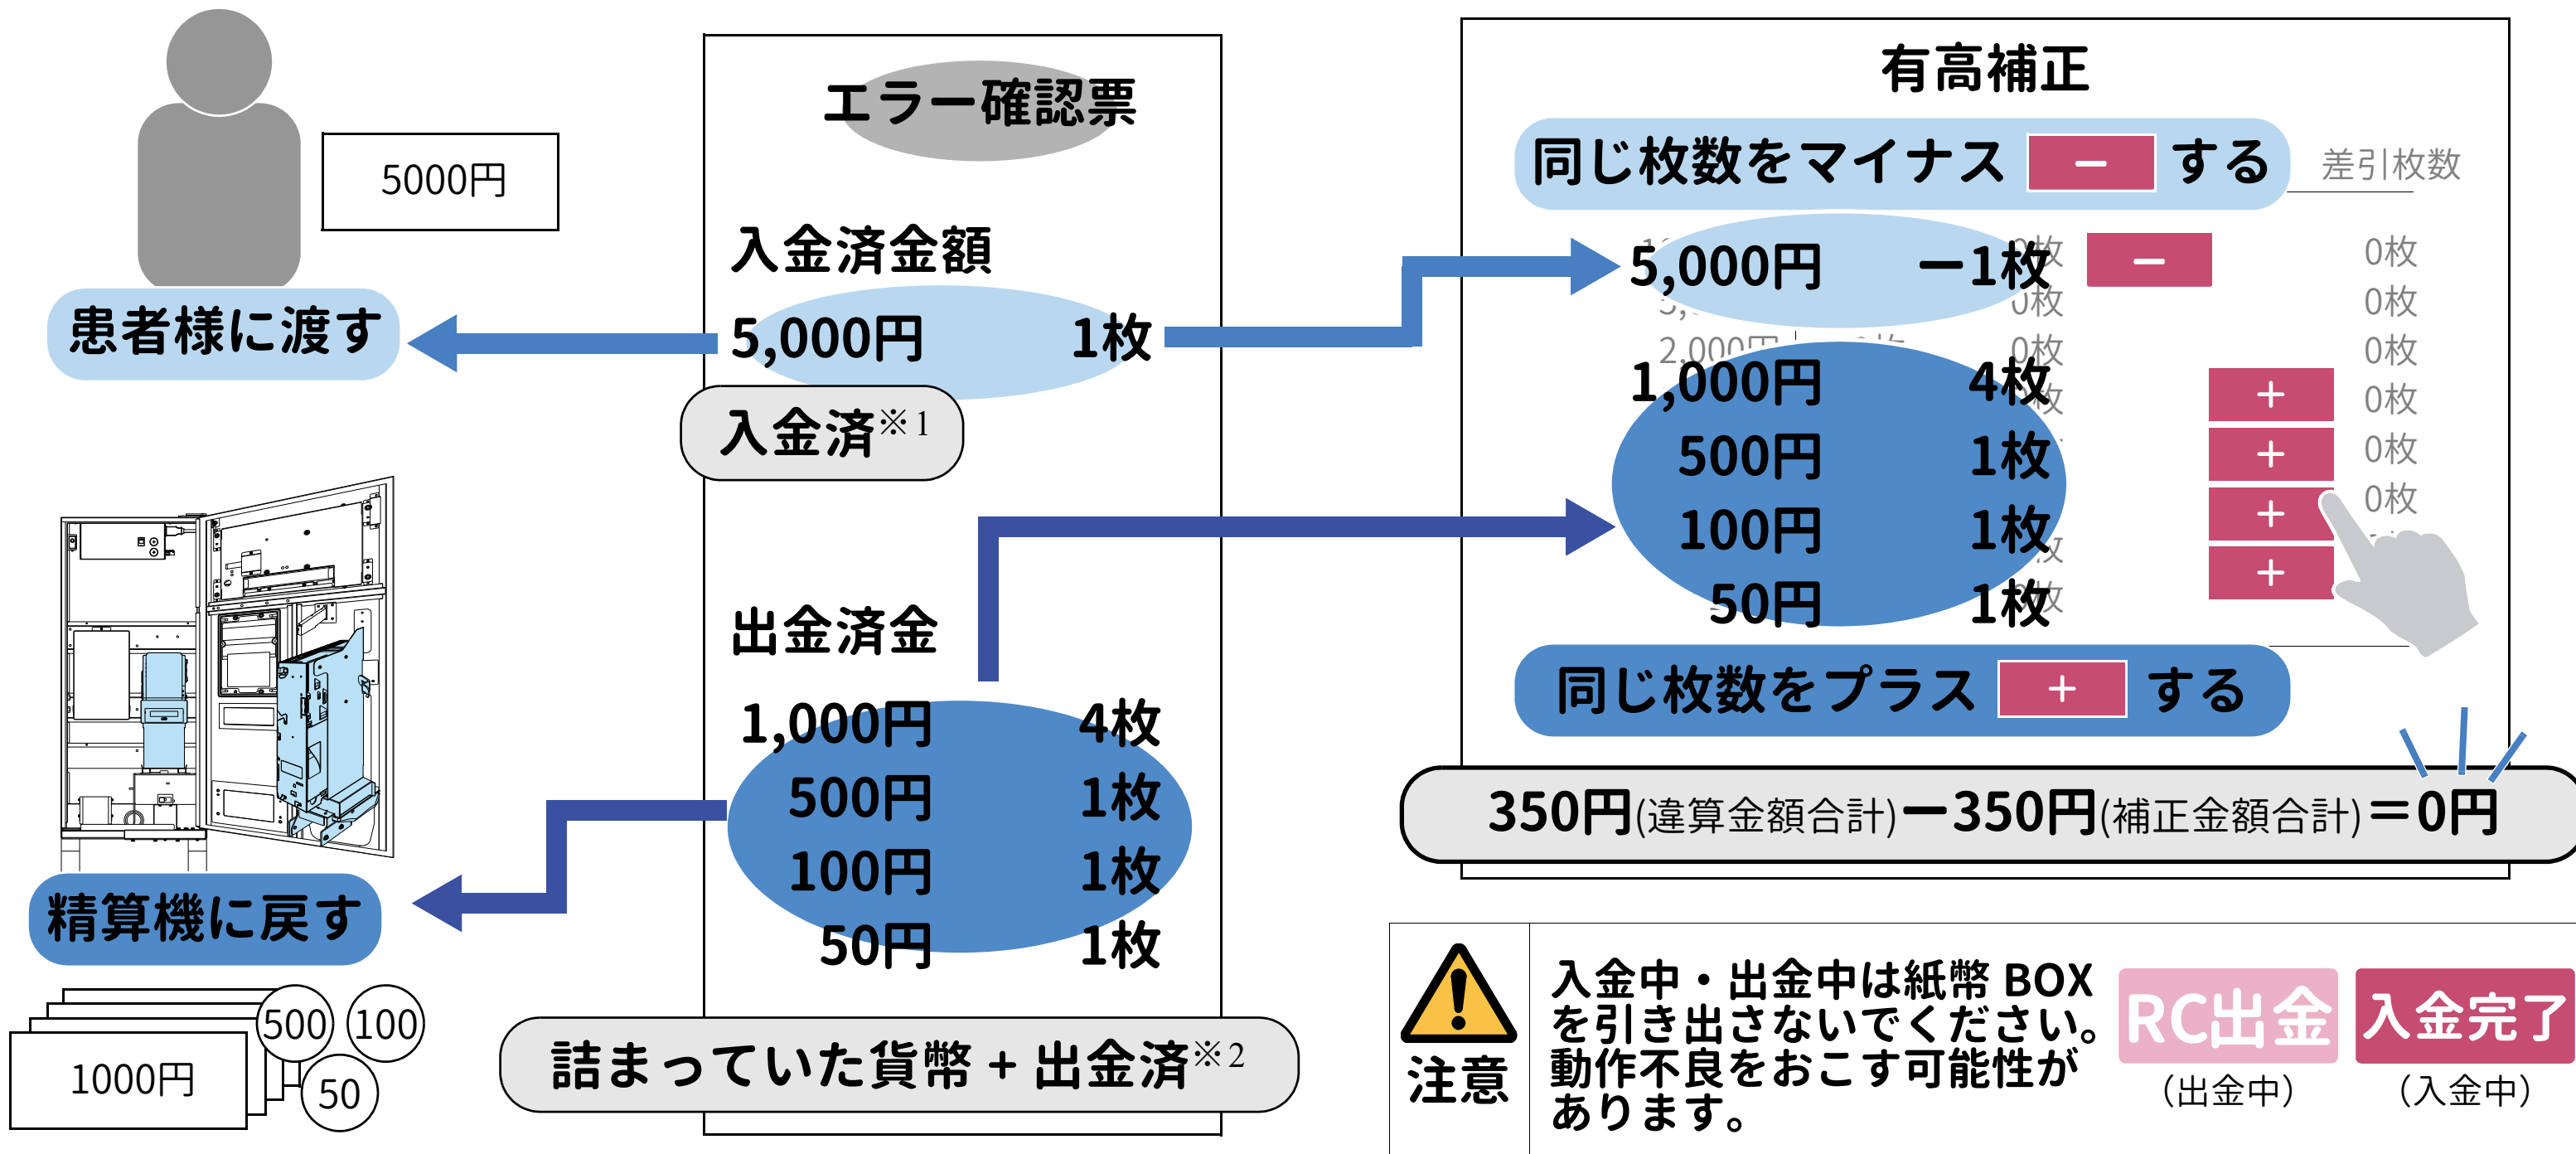 5000円
患者様に渡す
精算機に戻す
1000円
500
100
50
エラー確認票
入金済金額
5,000円 1枚
入金済※1
出金済金
1,000円 4枚
500円 1枚
100円 1枚
50円 1枚
詰まっていた貨幣 + 出金済※2
有高補正
同じ枚数をマイナス － する
差引枚数
5,000円 ー1枚 － 0枚
0枚 0枚
2,000円 0枚 0枚
1,000円 4枚 ＋ 0枚
500円 1枚 ＋ 0枚
100円 1枚 ＋ 0枚
50円 1枚 ＋
同じ枚数をプラス ＋ する
350円(違算金額合計)ー350円(補正金額合計)＝0円
注意
入金中・出金中は紙幣 BOX
を引き出さないでください。
動作不良をおこす可能性が
あります。
RC出金
(出金中)
入金完了
(入金中)